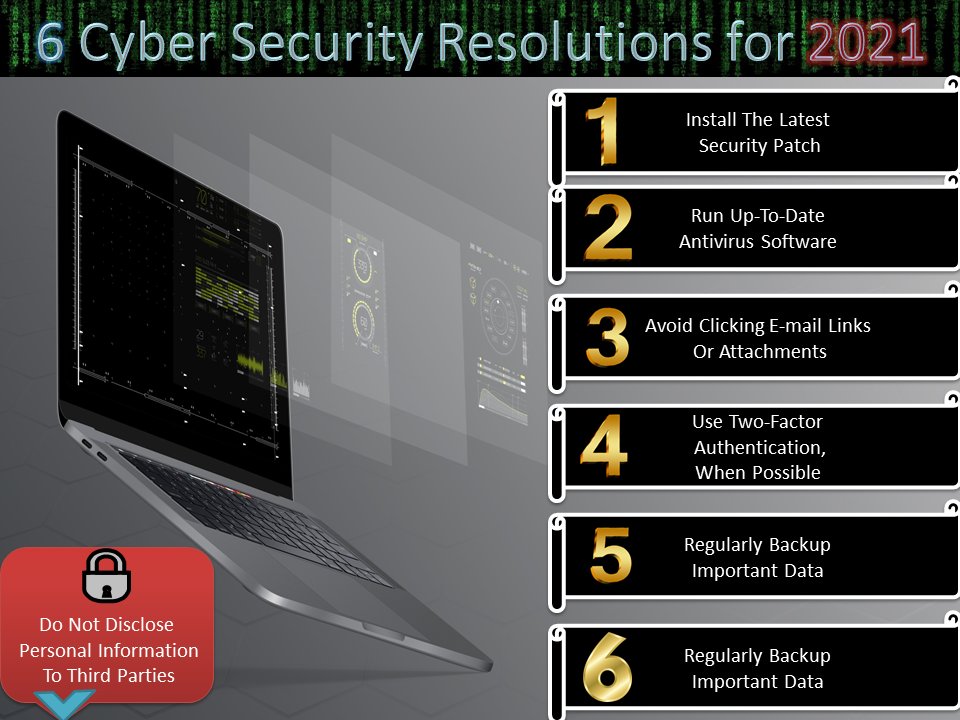 6 Cyber Security Resolutions for 2021
1
Install The Latest
Security Patch
2
Run Up-To-Date
Antivirus Software
3
Avoid Clicking E-mail Links
Or Attachments
4
Use Two-Factor
Authentication,
When Possible
5
Regularly Backup
Important Data
6
Regularly Backup
Important Data
Do Not Disclose
Personal Information
To Third Parties